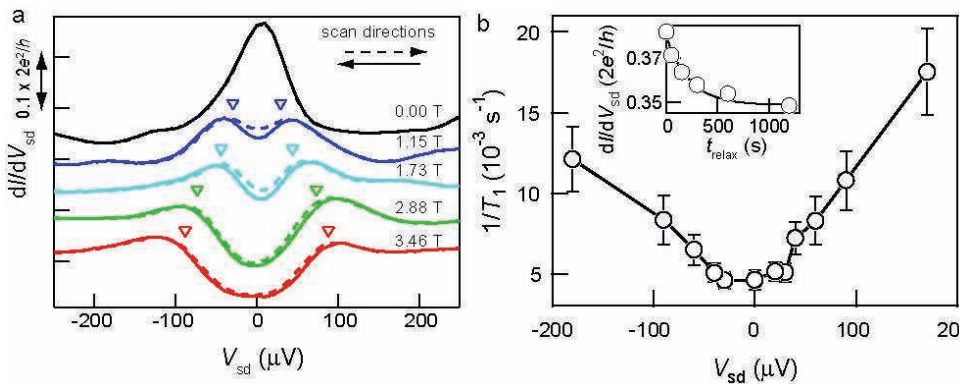 a
scan directions
0.1 x 2e²/h
dI/dVsd
0.00 T
1.15 T
1.73 T
2.88 T
3.46 T
-200
-100
0
100
200
Vsd (µV)
b
1/T1 (10⁻³ s⁻¹)
20
15
10
5
-200
-100
0
100
200
Vsd (µV)
dI/dVsd (2e²/h)
0.37
0.35
0
500
1000
trelax (s)